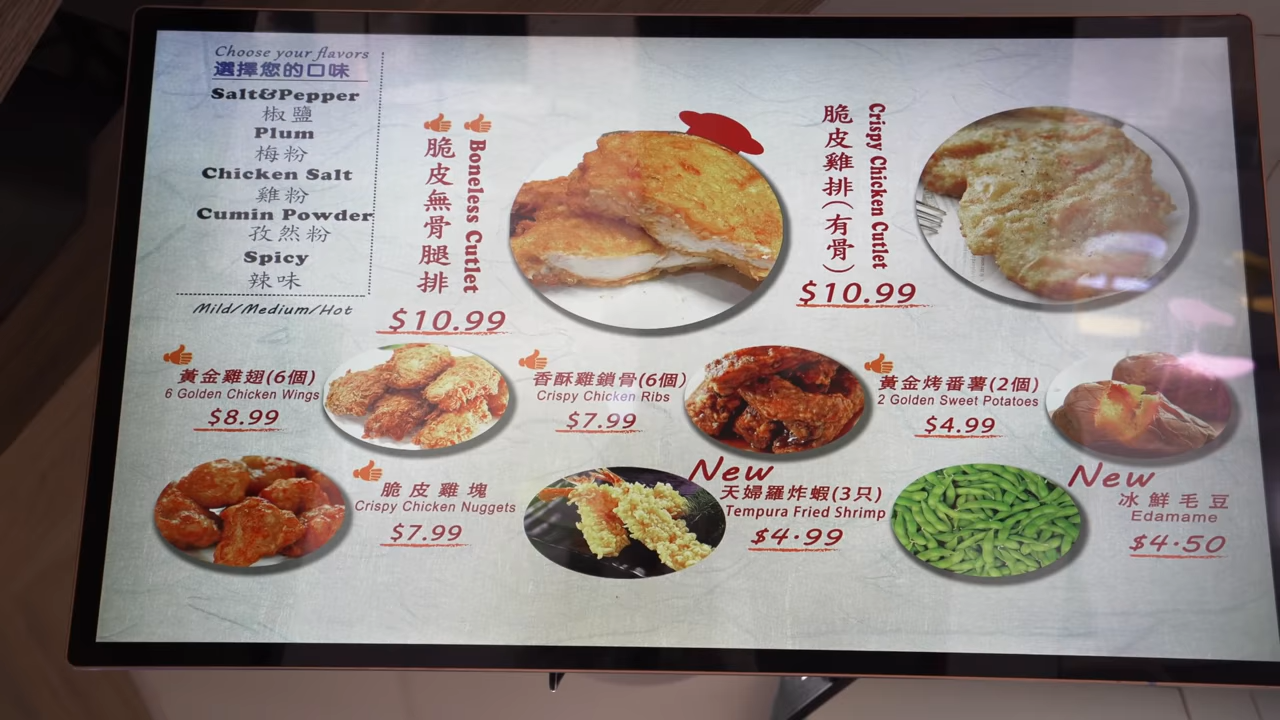 Choose your flavors
選擇您的口味
Salt&Pepper
椒鹽
Plum
梅粉
Chicken Salt
雞粉
Cumin Powder
孜然粉
Spicy
辣味
Mild/Medium/Hot
脆皮無骨腿排
Boneless Cutlet
$10.99
脆皮雞排(有骨)
Crispy Chicken Cutlet
$10.99
黃金雞翅(6個)
6 Golden Chicken Wings
$8.99
香酥雞鎖骨(6個)
Crispy Chicken Ribs
$7.99
黃金烤番薯(2個)
2 Golden Sweet Potatoes
$4.99
脆皮雞塊
Crispy Chicken Nuggets
$7.99
New
天婦羅炸蝦(3只)
Tempura Fried Shrimp
$4.99
New
冰鮮毛豆
Edamame
$4.50